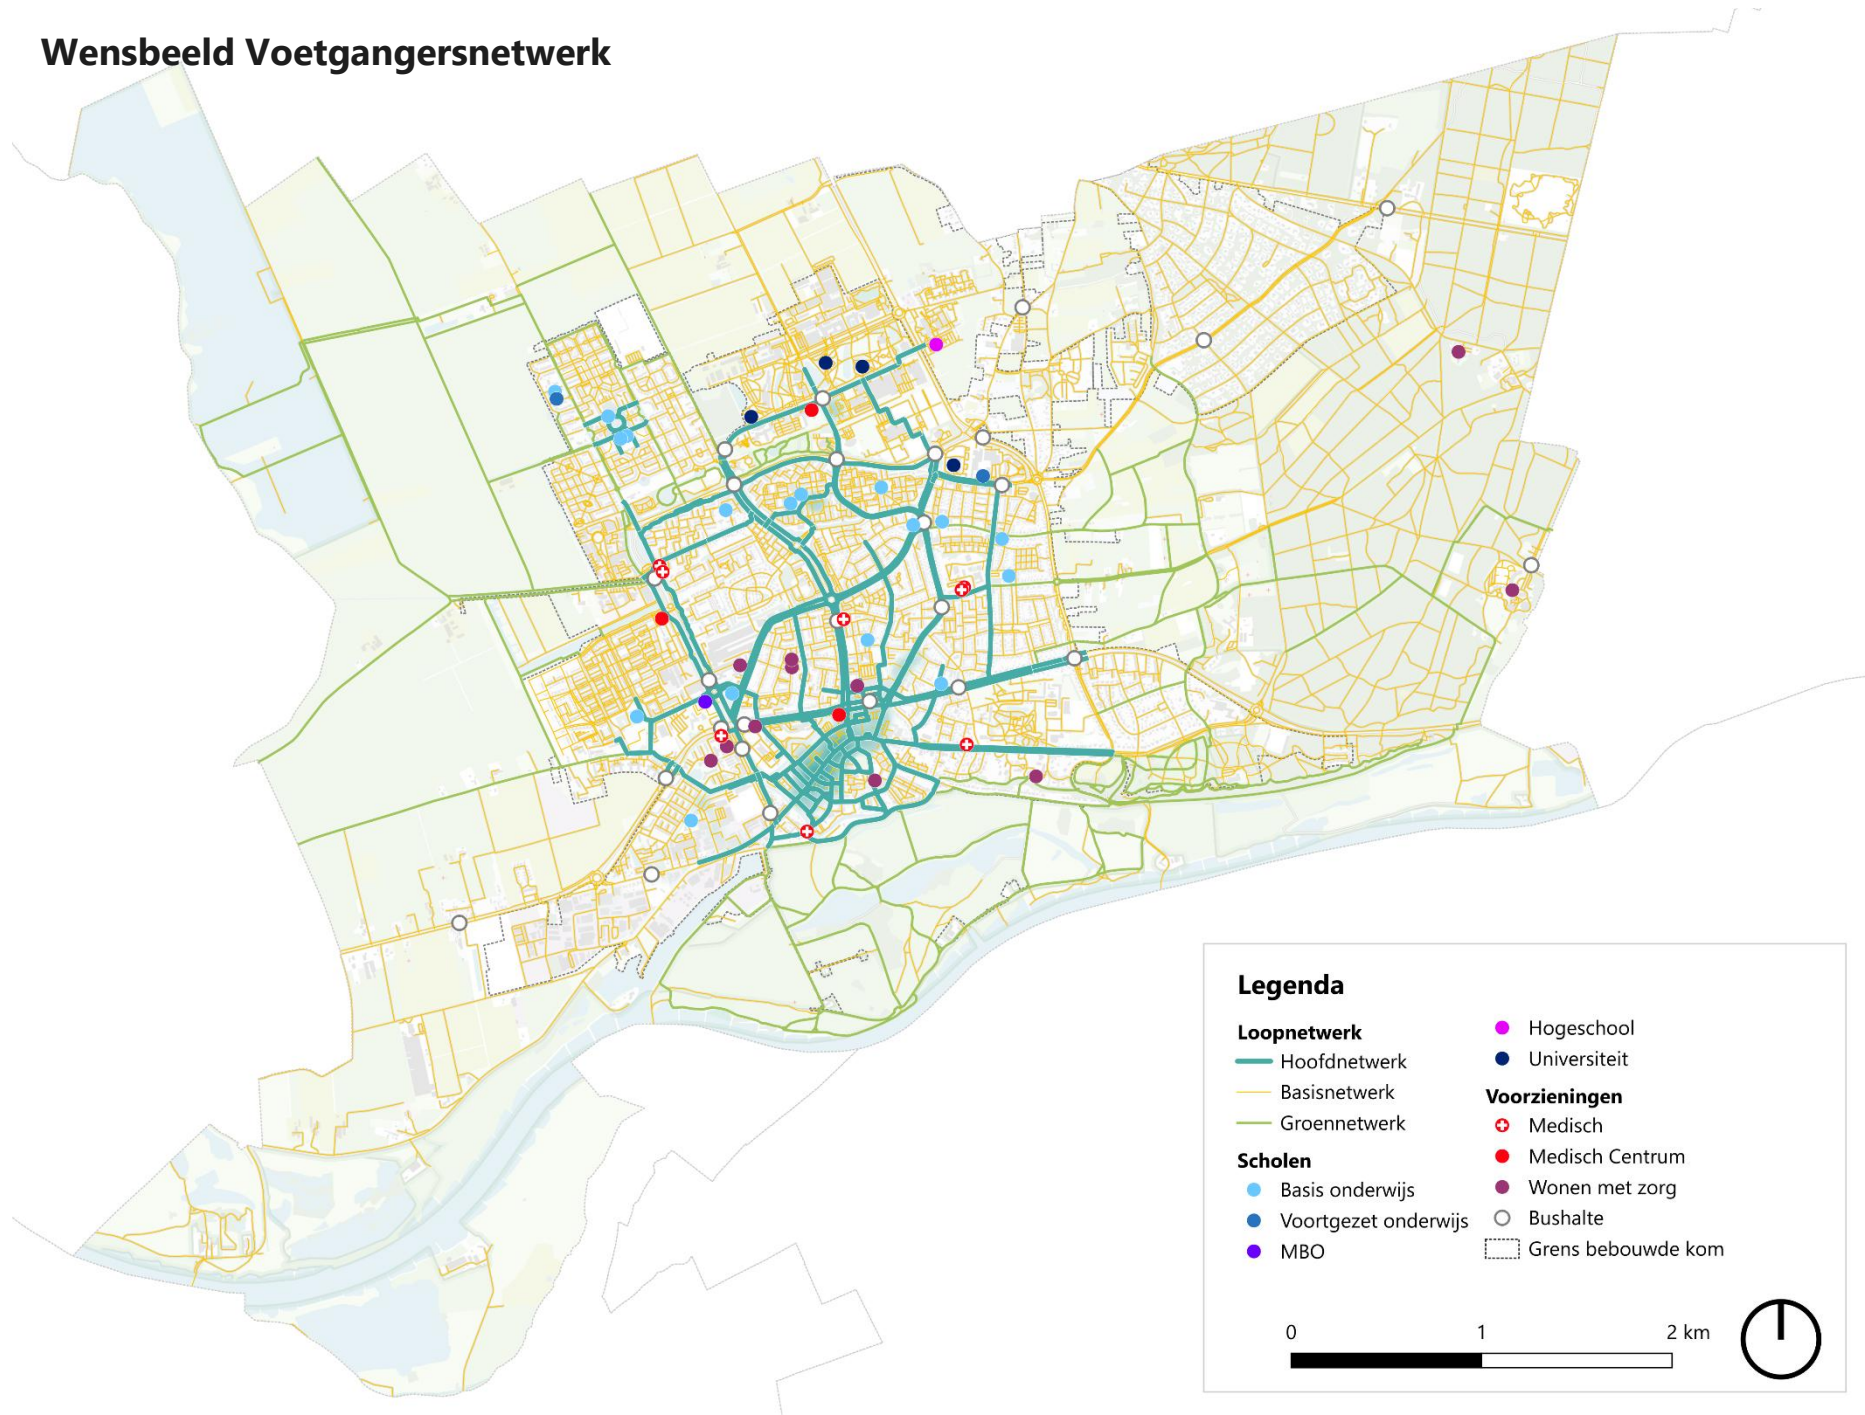 Wensbeeld Voetgangersnetwerk
Legenda
Loopnetwerk
Hoofdnetwerk
Basisnetwerk
Groennetwerk
Scholen
Basis onderwijs
Voortgezet onderwijs
MBO
Hogeschool
Universiteit
Voorzieningen
Medisch
Medisch Centrum
Wonen met zorg
Bushalte
Grens bebouwde kom
0 1 2 km